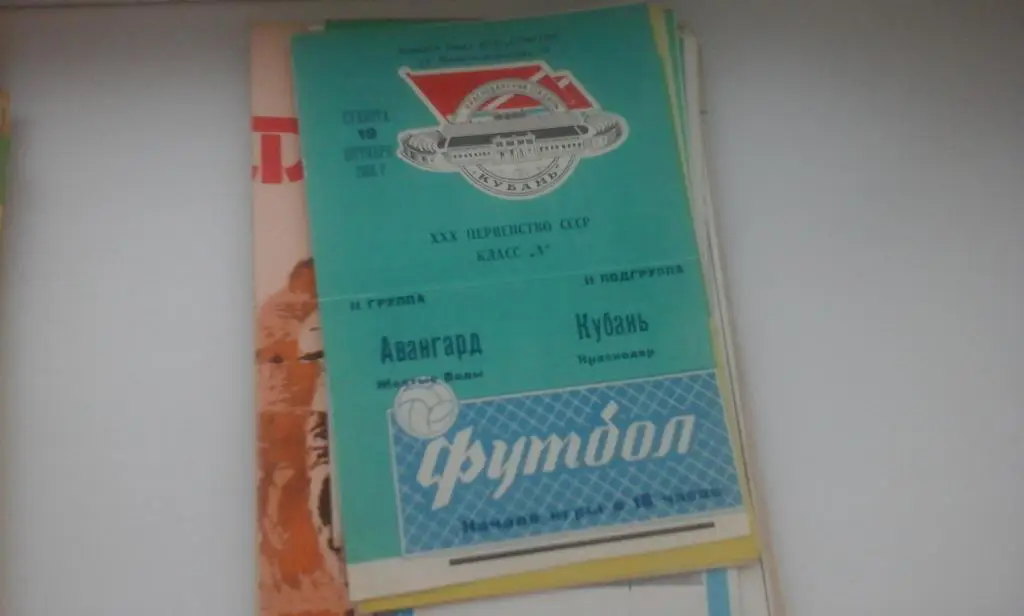 СУББОТА
19
ОКТЯБРЯ
КУБАНЬ
XXX ПЕРВЕНСТВО СССР
КЛАСС „А"
II ГРУППА
II ПОДГРУППА
Авангард
Желтые Воды
Кубань
Краснодар
Футбол
Начало игры в 18 часов